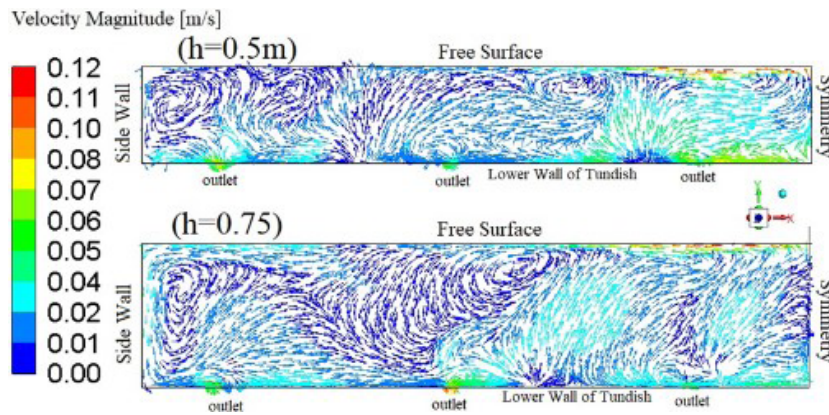 Velocity Magnitude [m/s]
(h=0.5m)
Free Surface
0.12
0.11
0.10
0.08
0.07
0.06
0.05
0.04
0.02
0.01
0.00
Side Wall
Symmetry
outlet
outlet
Lower Wall of Tundish
outlet
Y
X
(h=0.75)
Free Surface
Side Wall
Symmetry
outlet
outlet
Lower Wall of Tundish
outlet